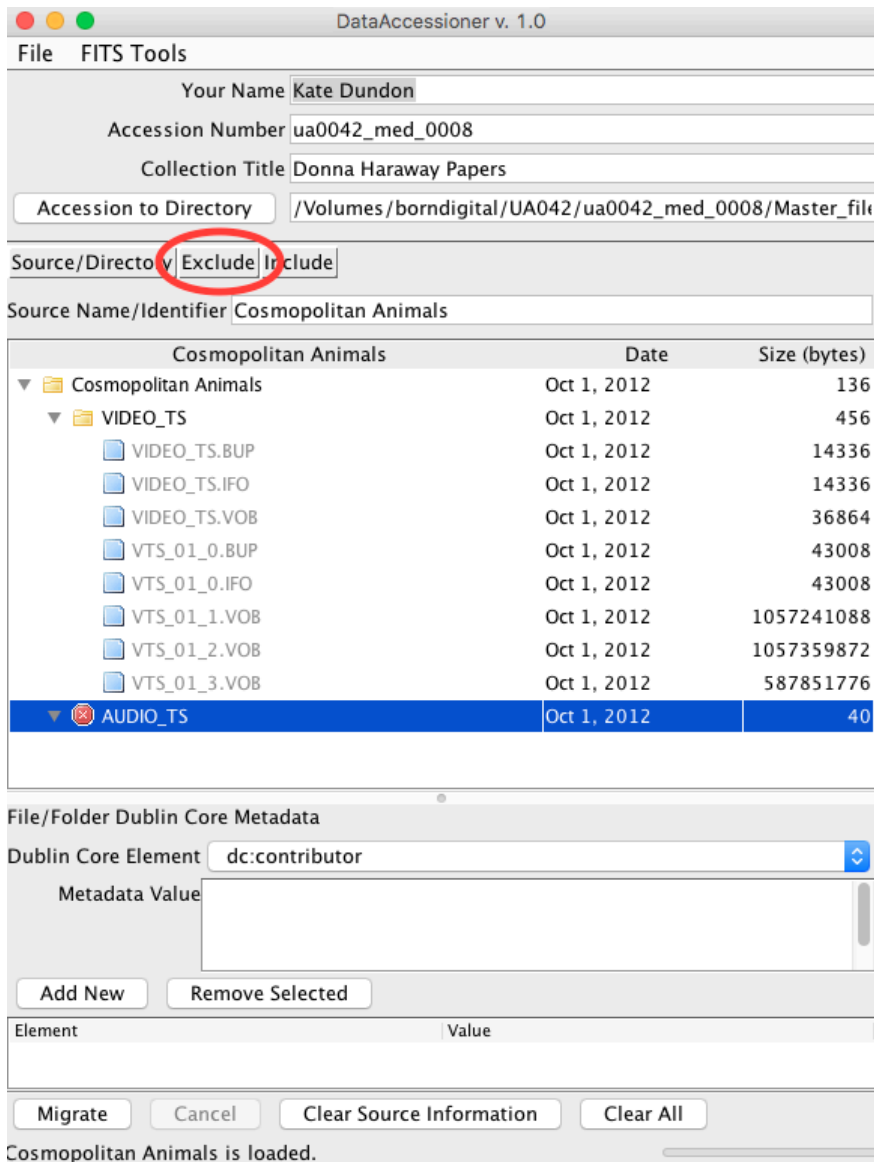 DataAccessioner v. 1.0
File FITS Tools
Your Name Kate Dundon
Accession Number ua0042_med_0008
Collection Title Donna Haraway Papers
Accession to Directory /Volumes/borndigital/UA042/ua0042_med_0008/Master_file
Source/Directory Exclude Include
Source Name/Identifier Cosmopolitan Animals
Cosmopolitan Animals Date Size (bytes)
Cosmopolitan Animals Oct 1, 2012 136
VIDEO_TS Oct 1, 2012 456
VIDEO_TS.BUP Oct 1, 2012 14336
VIDEO_TS.IFO Oct 1, 2012 14336
VIDEO_TS.VOB Oct 1, 2012 36864
VTS_01_0.BUP Oct 1, 2012 43008
VTS_01_0.IFO Oct 1, 2012 43008
VTS_01_1.VOB Oct 1, 2012 1057241088
VTS_01_2.VOB Oct 1, 2012 1057359872
VTS_01_3.VOB Oct 1, 2012 587851776
AUDIO_TS Oct 1, 2012 40
File/Folder Dublin Core Metadata
Dublin Core Element dc:contributor
Metadata Value
Add New Remove Selected
Element Value
Migrate Cancel Clear Source Information Clear All
Cosmopolitan Animals is loaded.